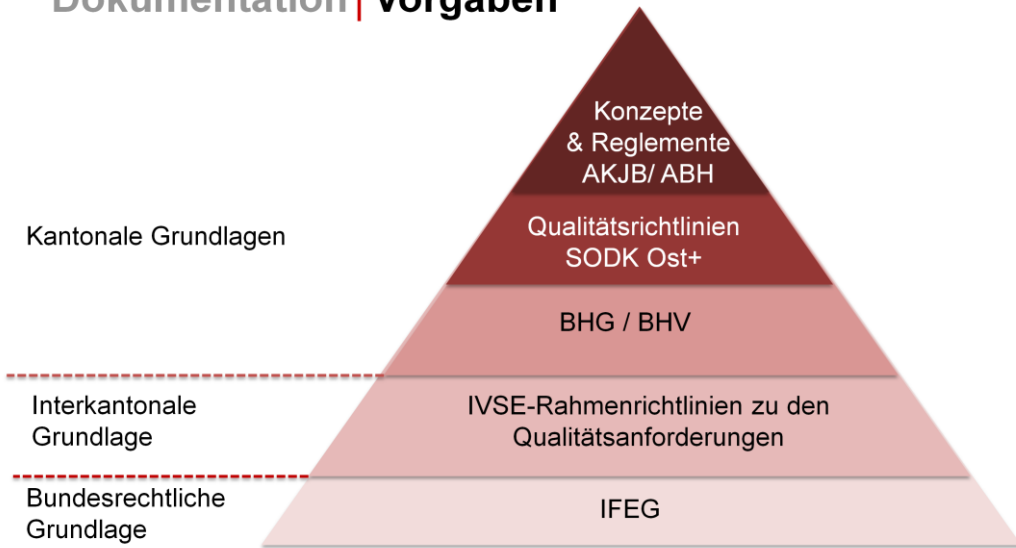 Dokumentation | Vorgaben
Konzepte
& Reglemente
AKJB/ ABH
Kantonale Grundlagen
Qualitätsrichtlinien
SODK Ost+
BHG / BHV
Interkantonale
Grundlage
IVSE-Rahmenrichtlinien zu den
Qualitätsanforderungen
Bundesrechtliche
Grundlage
IFEG